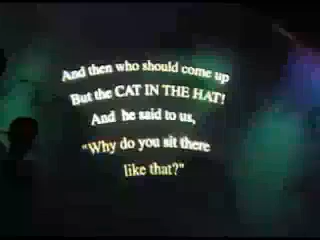 And then who should come up
But the CAT IN THE HAT!
And he said to us,
"Why do you sit there
like that?"